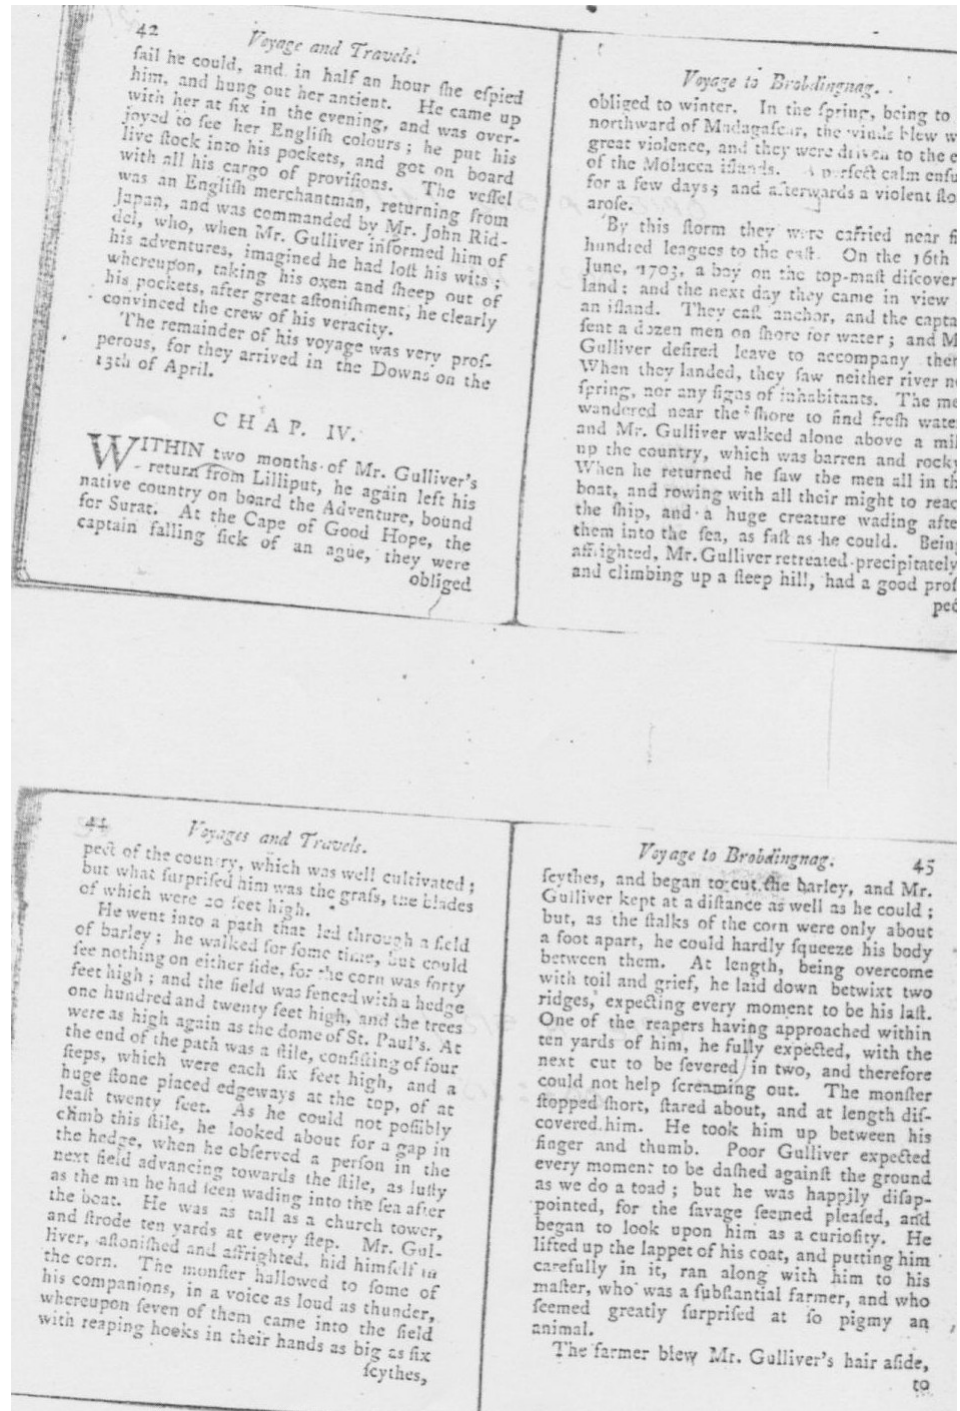 42
Voyage and Travels.
ſail he could, and in half an hour ſhe eſpied
him, and hung out her antient. He came up
with her at ſix in the evening, and was over-
joyed to ſee her Engliſh colours; he put his
live ſtock into his pockets, and got on board
with all his cargo of proviſions. The veſſel
was an Engliſh merchantman, returning from
Japan, and was commanded by Mr. John Rid-
del, who, when Mr. Gulliver informed him of
his adventures, imagined he had loſt his wits;
whereupon, taking his oxen and ſheep out of
his pockets, after great aſtoniſhment, he clearly
convinced the crew of his veracity.
The remainder of his voyage was very proſ-
perous, for they arrived in the Downs on the
13th of April.
CHAP. IV.
WITHIN two months of Mr. Gulliver's
return from Lilliput, he again left his
native country on board the Adventure, bound
for Surat. At the Cape of Good Hope, the
captain falling ſick of an ague, they were
obliged
Voyage to Brobdingnag.
obliged to winter. In the ſpring, being to
northward of Madagaſcar, the winds blew w
great violence, and they were driven to the e
of the Molucca iſlands. A perfect calm enſu
for a few days; and afterwards a violent ſto
aroſe.
By this ſtorm they were carried near fi
hundred leagues to the eaſt. On the 16th
June, 1703, a boy on the top-maſt diſcover
land; and the next day they came in view
an iſland. They caſt anchor, and the capta
ſent a dozen men on ſhore for water; and M
Gulliver deſired leave to accompany them
When they landed, they ſaw neither river no
ſpring, nor any ſigns of inhabitants. The me
wandered near the ſhore to find freſh wate
and Mr. Gulliver walked alone above a mil
up the country, which was barren and rocky
When he returned he ſaw the men all in th
boat, and rowing with all their might to reac
the ſhip, and a huge creature wading afte
them into the ſea, as faſt as he could. Bein
affrighted, Mr. Gulliver retreated precipitately
and climbing up a ſteep hill, had a good proſ
pec
44
Voyages and Travels.
pect of the country, which was well cultivated;
but what ſurpriſed him was the graſs, the blades
of which were 20 feet high.
He went into a path that led through a field
of barley; he walked for ſome time, but could
ſee nothing on either ſide, for the corn was forty
feet high; and the field was fenced with a hedge
one hundred and twenty feet high, and the trees
were as high again as the dome of St. Paul's. At
the end of the path was a ſtile, conſiſting of four
ſteps, which were each ſix feet high, and a
huge ſtone placed edgeways at the top, of at
leaſt twenty feet. As he could not poſſibly
climb this ſtile, he looked about for a gap in
the hedge, when he obſerved a perſon in the
next field advancing towards the ſtile, as luſty
as the man he had ſeen wading into the ſea after
the boat. He was as tall as a church tower,
and ſtrode ten yards at every ſtep. Mr. Gul-
liver, aſtoniſhed and affrighted, hid himſelf in
the corn. The monſter hallowed to ſome of
his companions, in a voice as loud as thunder,
whereupon ſeven of them came into the field
with reaping hooks in their hands as big as ſix
ſcythes,
Voyage to Brobdingnag.
45
ſcythes, and began to cut the barley, and Mr.
Gulliver kept at a diſtance as well as he could;
but, as the ſtalks of the corn were only about
a foot apart, he could hardly ſqueeze his body
between them. At length, being overcome
with toil and grief, he laid down betwixt two
ridges, expecting every moment to be his laſt.
One of the reapers having approached within
ten yards of him, he fully expected, with the
next cut to be ſevered in two, and therefore
could not help ſcreaming out. The monſter
ſtopped ſhort, ſtared about, and at length diſ-
covered him. He took him up between his
finger and thumb. Poor Gulliver expected
every moment to be daſhed againſt the ground
as we do a toad; but he was happily diſap-
pointed, for the ſavage ſeemed pleaſed, and
began to look upon him as a curioſity. He
lifted up the lappet of his coat, and putting him
carefully in it, ran along with him to his
maſter, who was a ſubſtantial farmer, and who
ſeemed greatly ſurpriſed at ſo pigmy an
animal.
The farmer blew Mr. Gulliver's hair aſide,
to